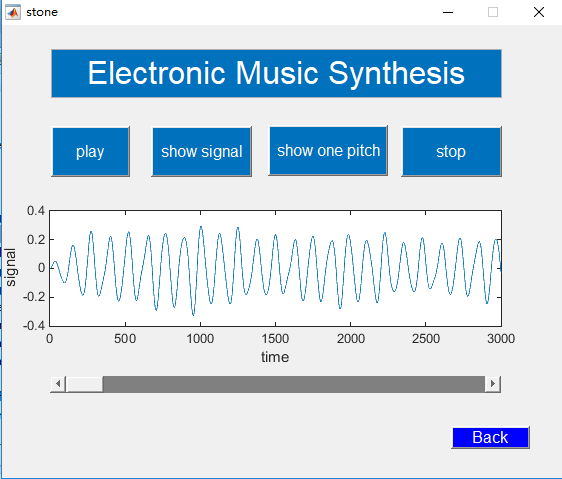 stone
Electronic Music Synthesis
play
show signal
show one pitch
stop
0.4
0.2
0
-0.2
-0.4
signal
0
500
1000
1500
2000
2500
3000
time
Back